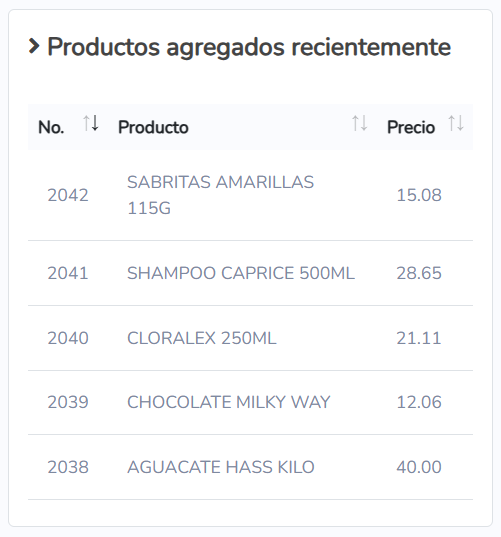 Productos agregados recientemente
No. Producto Precio
2042 SABRITAS AMARILLAS 115G 15.08
2041 SHAMPOO CAPRICE 500ML 28.65
2040 CLORALEX 250ML 21.11
2039 CHOCOLATE MILKY WAY 12.06
2038 AGUACATE HASS KILO 40.00